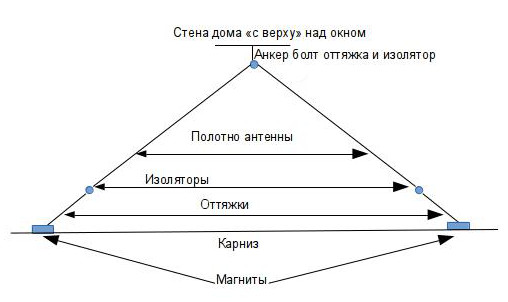 Стена дома «с верху» над окном
Анкер болт оттяжка и изолятор
Полотно антенны
Изоляторы
Оттяжки
Карниз
Магниты